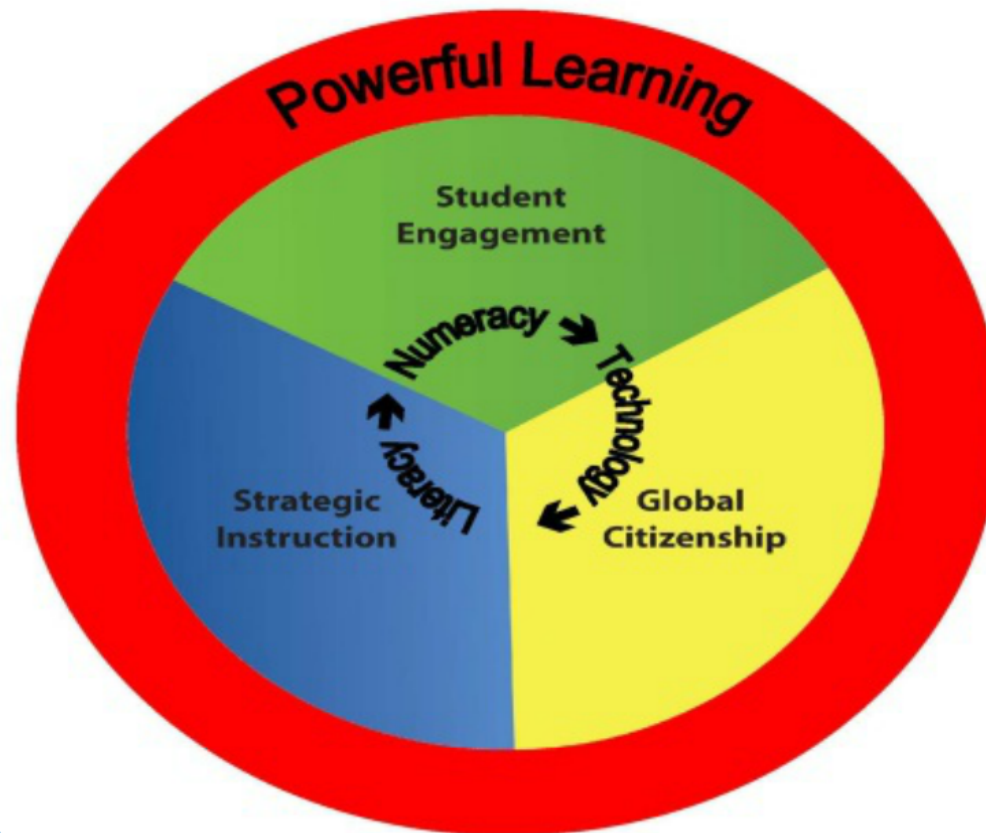 Powerful Learning
Student
Engagement
Numeracy
Technology
Literacy
Strategic
Instruction
Global
Citizenship